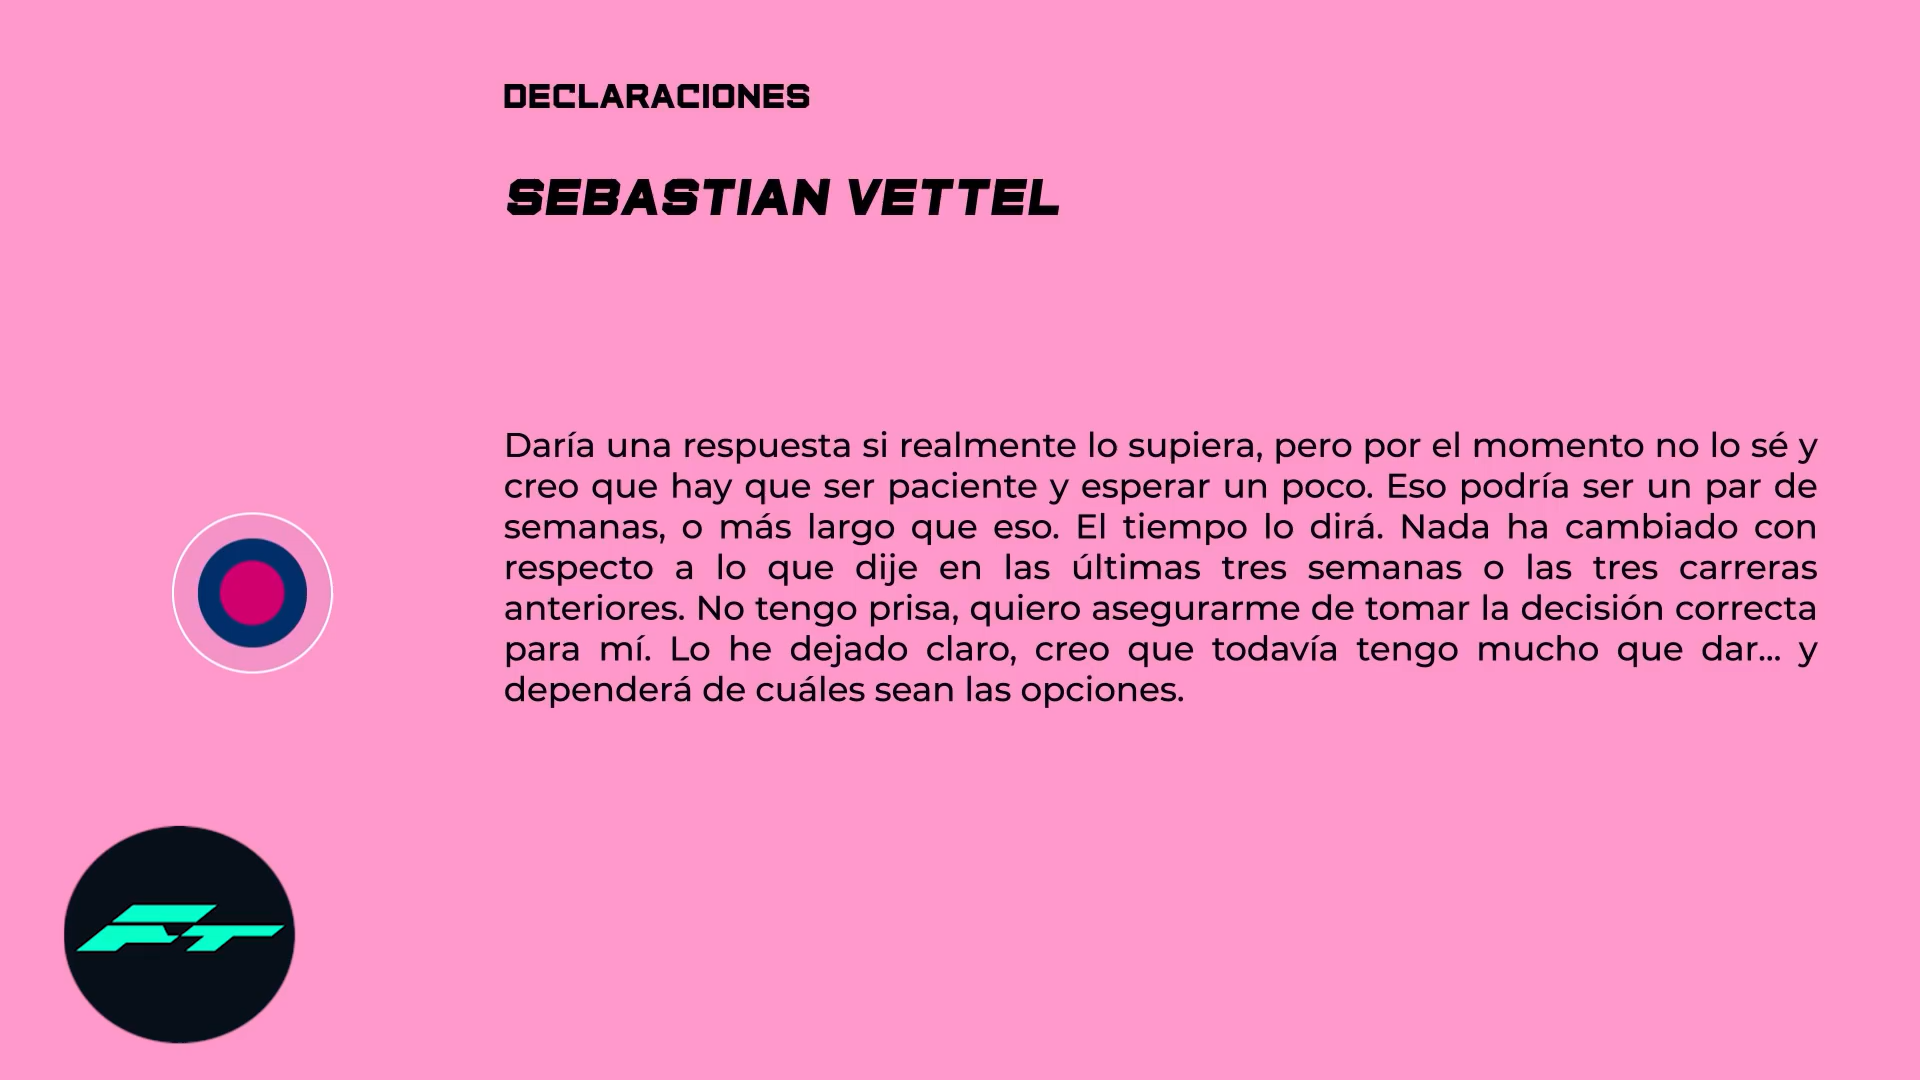 DECLARACIONES
SEBASTIAN VETTEL
Daría una respuesta si realmente lo supiera, pero por el momento no lo sé y
creo que hay que ser paciente y esperar un poco. Eso podría ser un par de
semanas, o más largo que eso. El tiempo lo dirá. Nada ha cambiado con
respecto a lo que dije en las últimas tres semanas o las tres carreras
anteriores. No tengo prisa, quiero asegurarme de tomar la decisión correcta
para mí. Lo he dejado claro, creo que todavía tengo mucho que dar... y
dependerá de cuáles sean las opciones.
FT